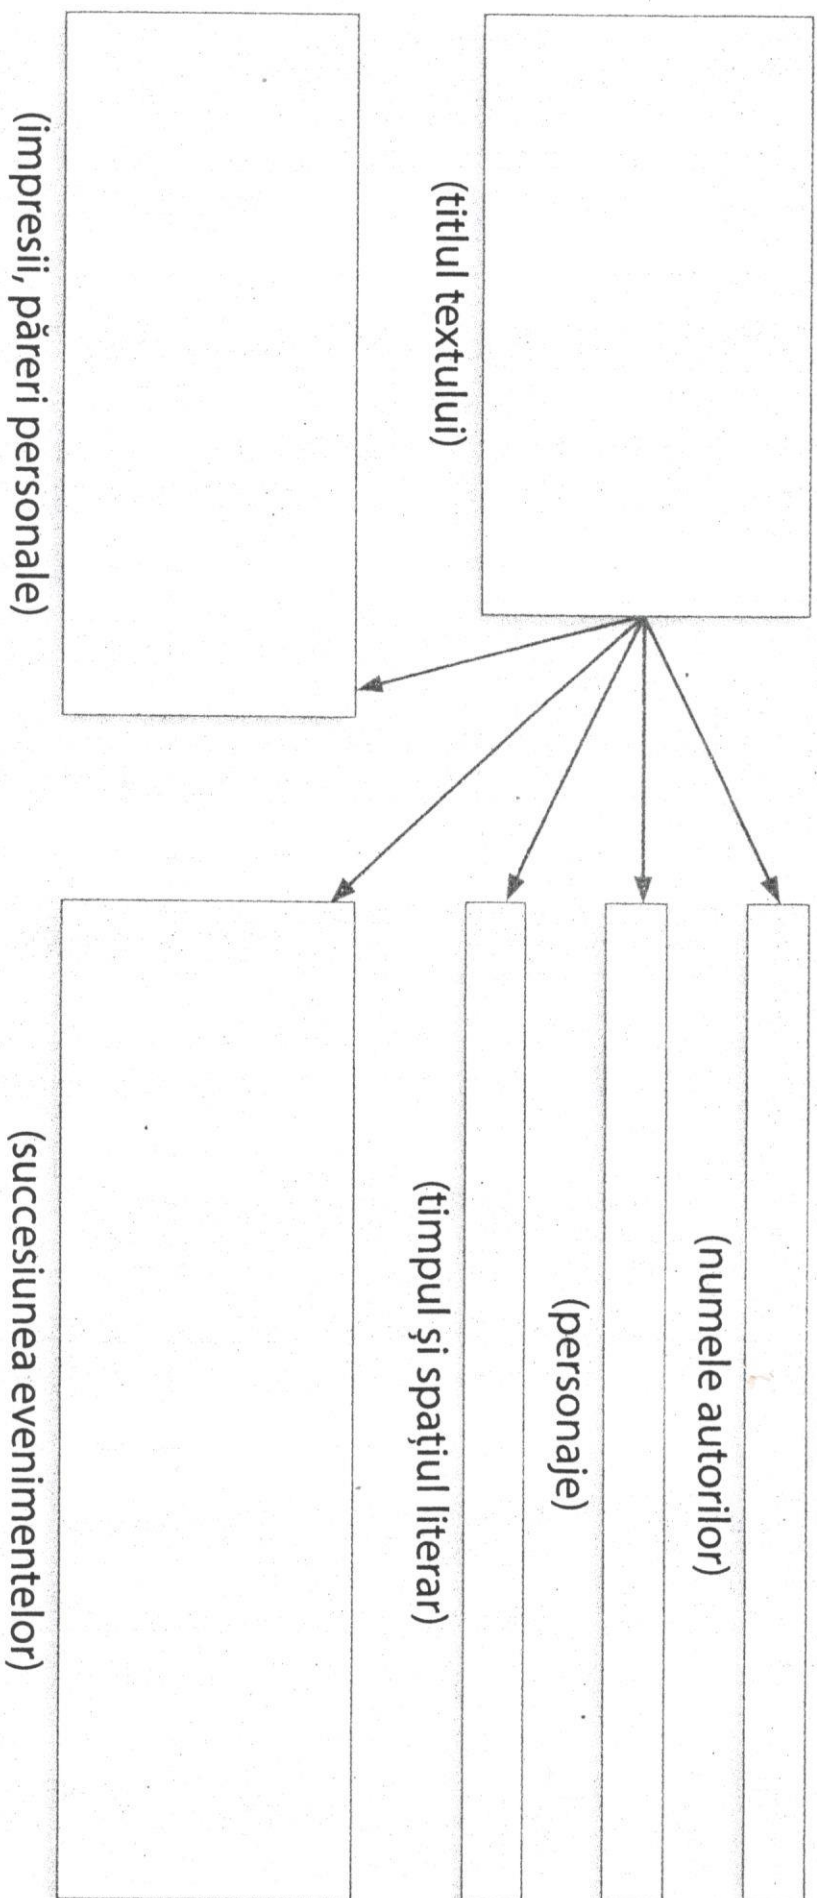 (numele autorilor)
(personaje)
(titlul textului)
(timpul și spațiul literar)
(impresii, păreri personale)
(succesiunea evenimentelor)